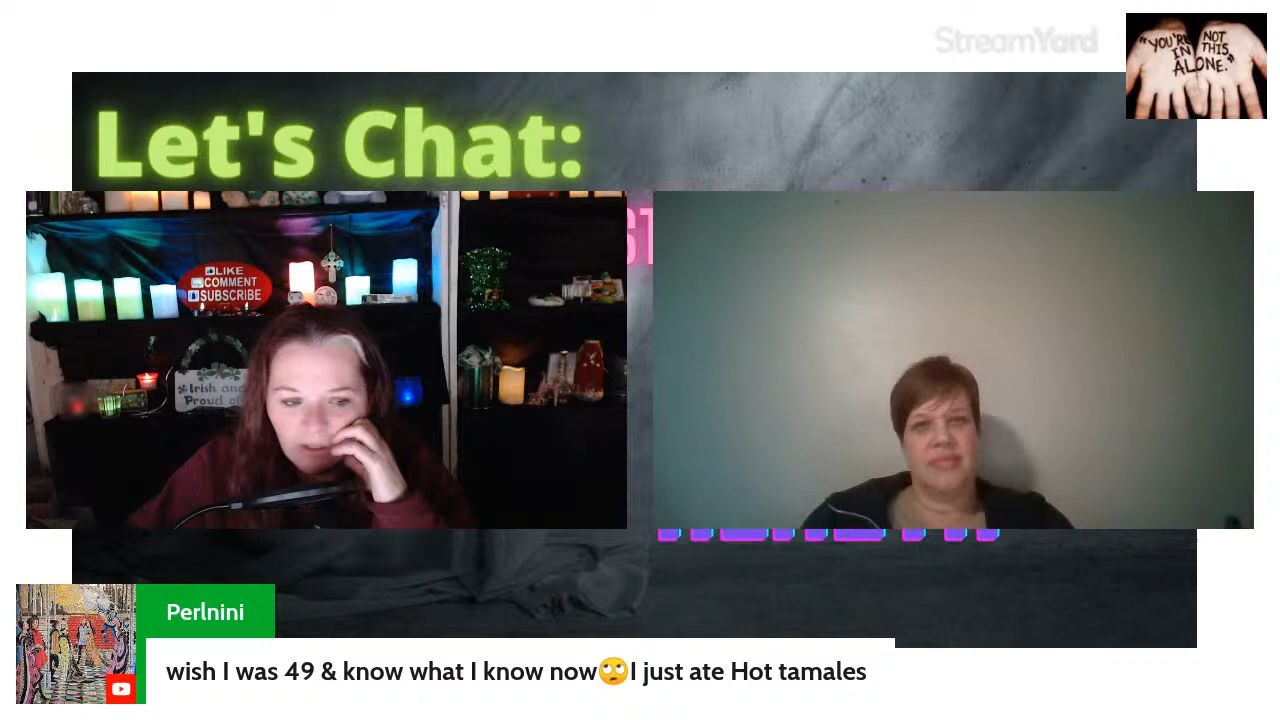 StreamYard
"YOU'RE NOT
IN THIS
ALONE."
Let's Chat:
LIKE
COMMENT
SUBSCRIBE
Irish and
Proud of
Perlnini
wish I was 49 & know what I know now🙄I just ate Hot tamales